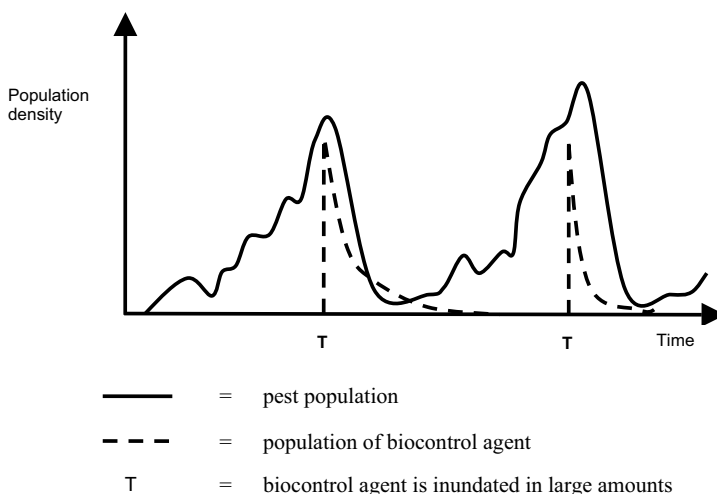 Population
density
T
T
Time
= pest population
= population of biocontrol agent
T = biocontrol agent is inundated in large amounts